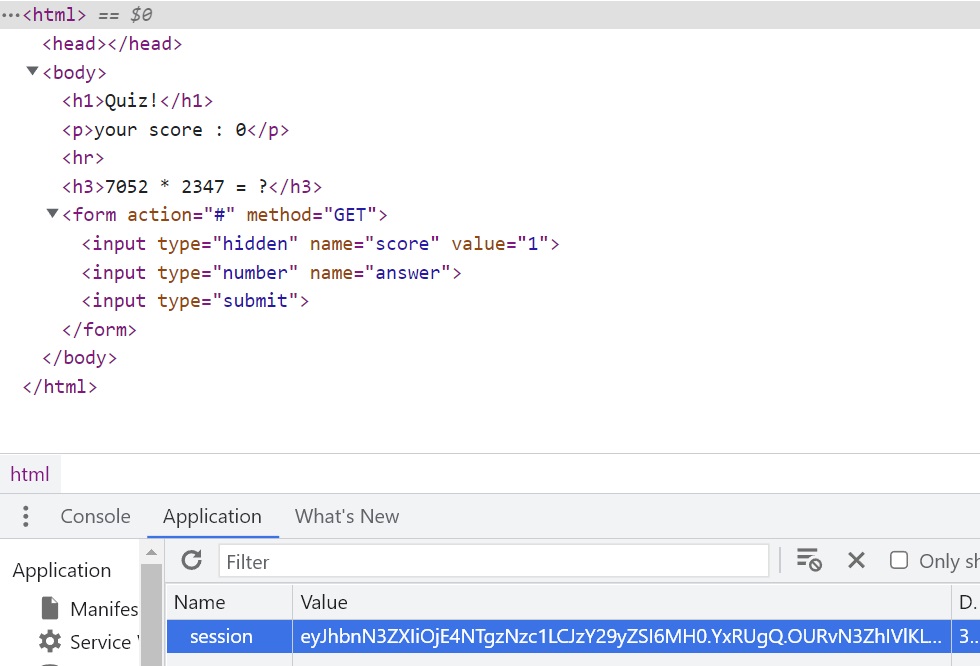 ···<html> == $0
<head></head>
▼<body>
<h1>Quiz!</h1>
<p>your score : 0</p>
<hr>
<h3>7052 * 2347 = ?</h3>
▼<form action="#" method="GET">
<input type="hidden" name="score" value="1">
<input type="number" name="answer">
<input type="submit">
</form>
</body>
</html>
html
Console Application What's New
Application
Filter
Only sh
Manifes
Service
Name Value D.
session eyJhbnN3ZXIiOjE4NTgzNzc1LCJzY29yZSI6MH0.YxRUgQ.OURvN3ZhIVlKL... 3...